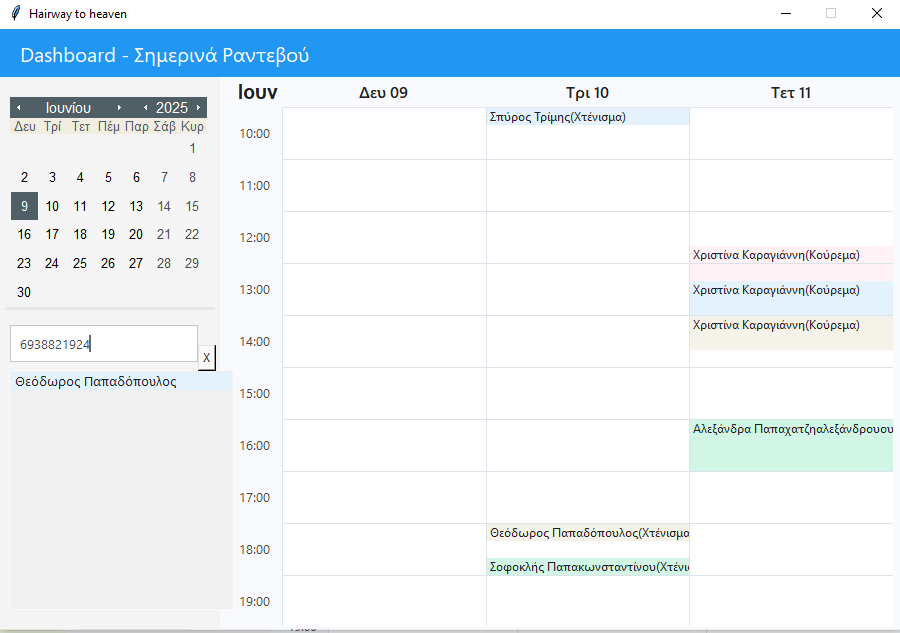 Hairway to heaven
Dashboard - Σημερινά Ραντεβού
Ιουνίου 2025
Δευ Τρί Τετ Πέμ Παρ Σάβ Κυρ
1
2 3 4 5 6 7 8
9 10 11 12 13 14 15
16 17 18 19 20 21 22
23 24 25 26 27 28 29
30
6938821924
X
Θεόδωρος Παπαδόπουλος
Ιουν Δευ 09 Τρι 10 Τετ 11
Σπύρος Τρίμης(Χτένισμα)
10:00
11:00
12:00
Χριστίνα Καραγιάννη(Κούρεμα)
13:00
Χριστίνα Καραγιάννη(Κούρεμα)
Χριστίνα Καραγιάννη(Κούρεμα)
14:00
15:00
Αλεξάνδρα Παπαχατζηαλεξάνδρουου
16:00
17:00
Θεόδωρος Παπαδόπουλος(Χτένισμα
18:00
Σοφοκλής Παπακωνσταντίνου(Χτένι
19:00